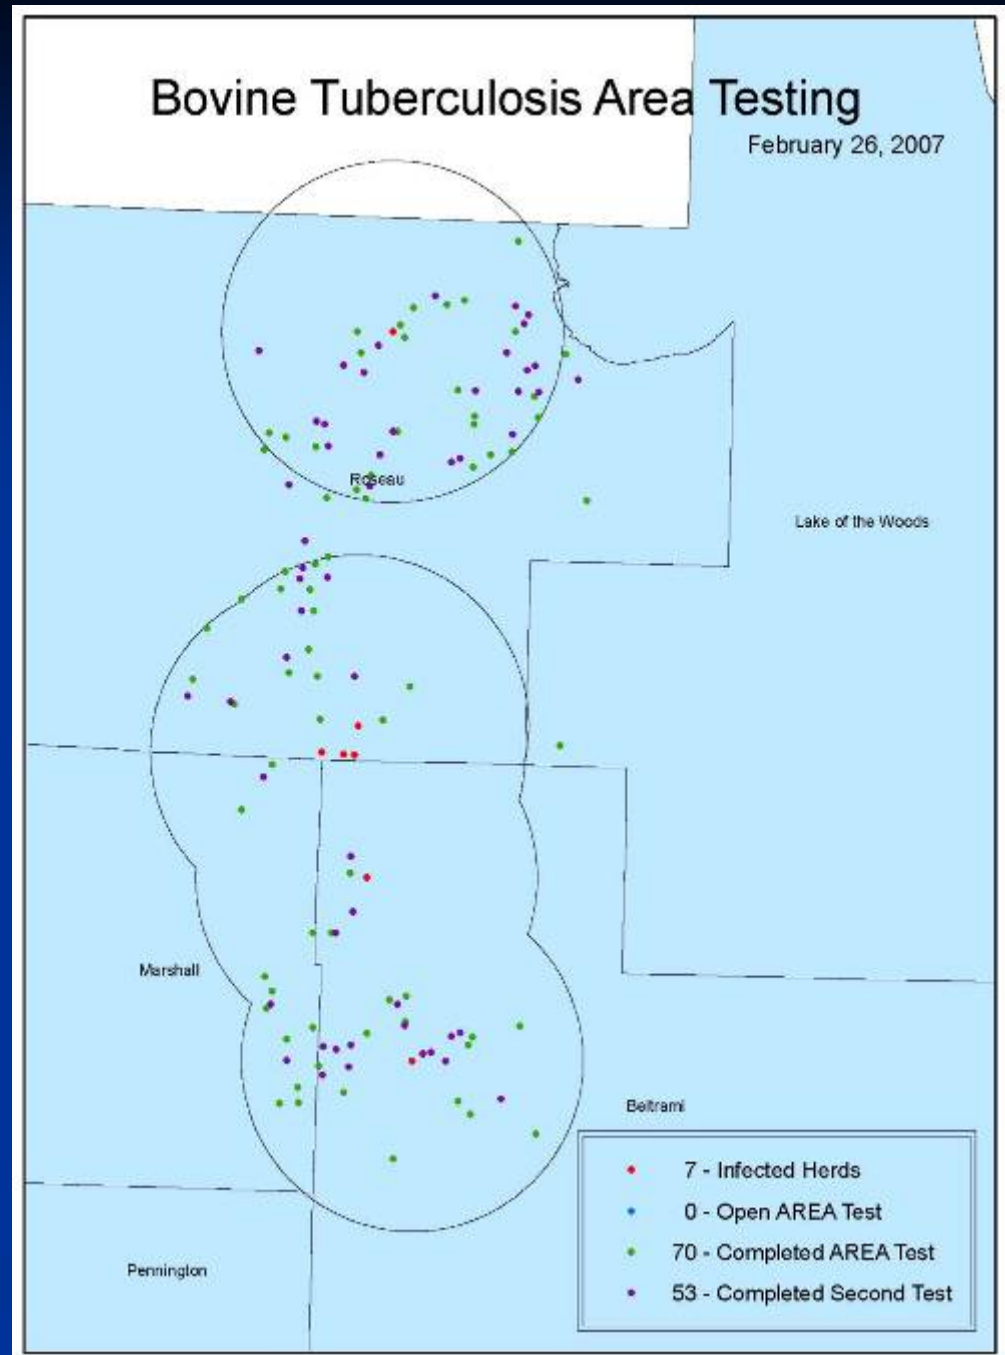 Bovine Tuberculosis Area Testing
February 26, 2007
Roseau
Lake of the Woods
Marshall
Beltrami
7 - Infected Herds
0 - Open AREA Test
70 - Completed AREA Test
53 - Completed Second Test
Pennington